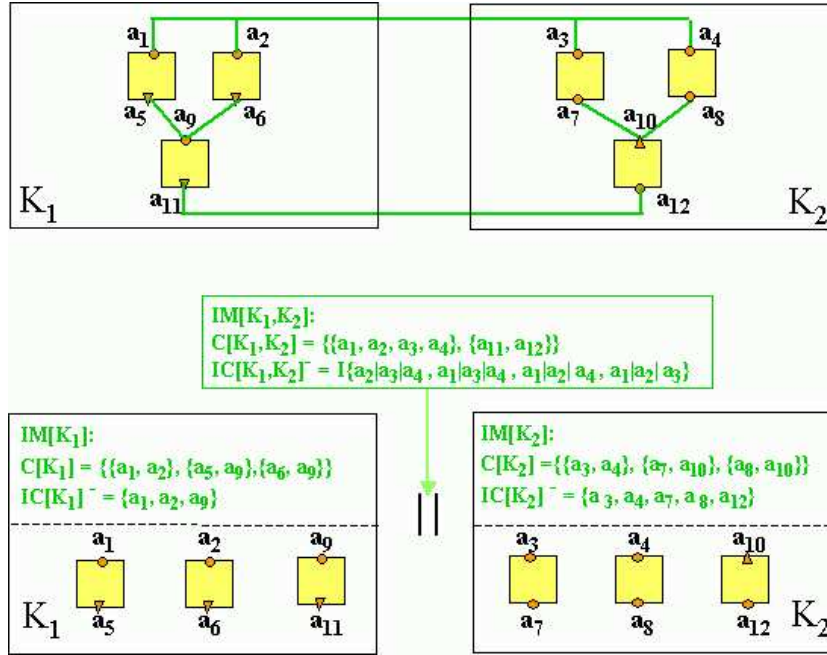 a1 a2 a3 a4
a5 a9 a6 a7 a10 a8
K1 a11 a12 K2
IM[K1,K2]:
C[K1,K2] = {{a1, a2, a3, a4}, {a11, a12}}
IC[K1,K2]- = I{a2|a3|a4 , a1|a3|a4 , a1|a2| a4 , a1|a2| a3}
IM[K1]:
C[K1] = {{a1, a2}, {a5, a9},{a6, a9}}
IC[K1] - = {a1, a2, a9}
a1 a2 a9
K1 a5 a6 a11
||
IM[K2]:
C[K2] ={{a3, a4}, {a7, a10}, {a8, a10}}
IC[K2] - = {a 3, a4, a7, a 8, a12}
a3 a4 a10
a7 a8 a12 K2